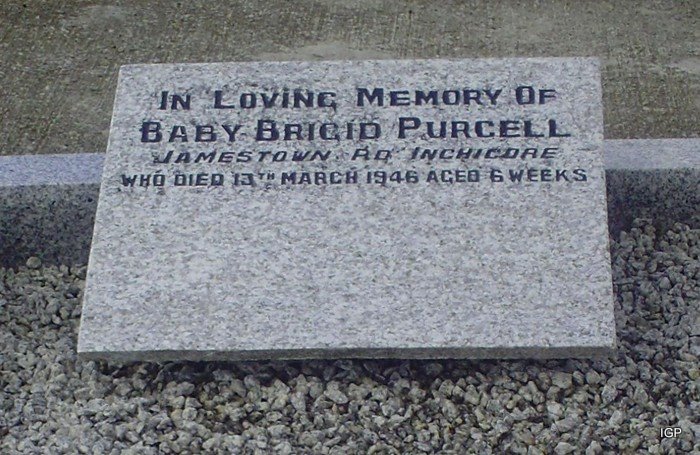 In Loving Memory Of
Baby Brigid Purcell
Jamestown Rd Inchicore
Who died 13th March 1946 aged 6 weeks
IGP